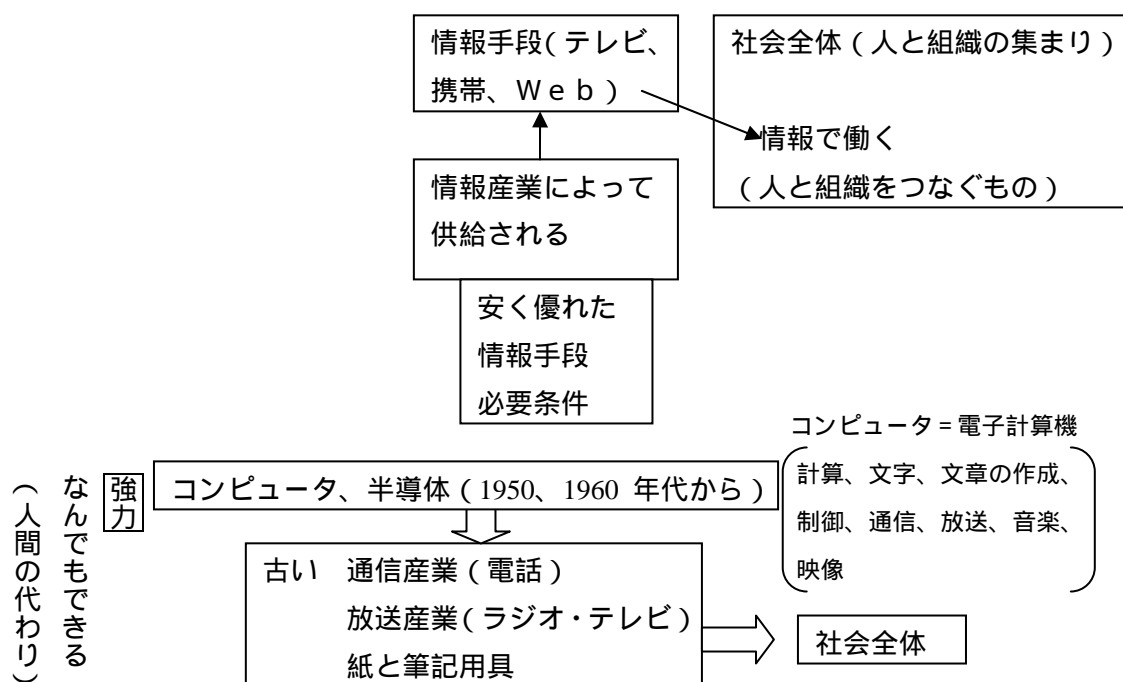 情報手段(テレビ、
携帯、Ｗｅｂ)
社会全体(人と組織の集まり)
情報で働く
(人と組織をつなぐもの)
情報産業によって
供給される
安く優れた
情報手段
必要条件
コンピュータ＝電子計算機
計算、文字、文章の作成、
制御、通信、放送、音楽、
映像
強力
なんでもできる
(人間の代わり)
コンピュータ、半導体(1950、1960 年代から)
古い　通信産業(電話)
放送産業(ラジオ・テレビ)
紙と筆記用具
社会全体